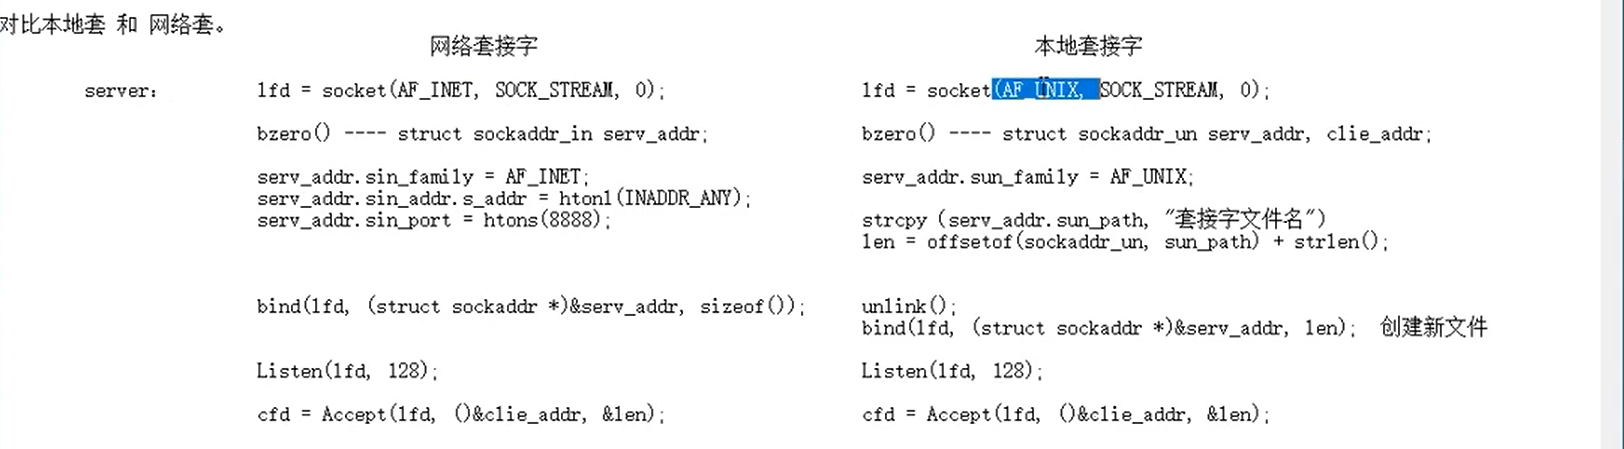 对比本地套 和 网络套。
网络套接字 本地套接字
server: lfd = socket(AF_INET, SOCK_STREAM, 0); lfd = socket(AF_UNIX, SOCK_STREAM, 0);
bzero() ---- struct sockaddr_in serv_addr; bzero() ---- struct sockaddr_un serv_addr, clie_addr;
serv_addr.sin_family = AF_INET; serv_addr.sun_family = AF_UNIX;
serv_addr.sin_addr.s_addr = htonl(INADDR_ANY);
serv_addr.sin_port = htons(8888); strcpy (serv_addr.sun_path, "套接字文件名")
len = offsetof(sockaddr_un, sun_path) + strlen();
bind(lfd, (struct sockaddr *)&serv_addr, sizeof()); unlink();
bind(lfd, (struct sockaddr *)&serv_addr, len); 创建新文件
Listen(lfd, 128); Listen(lfd, 128);
cfd = Accept(lfd, ()&clie_addr, &len); cfd = Accept(lfd, ()&clie_addr, &len);